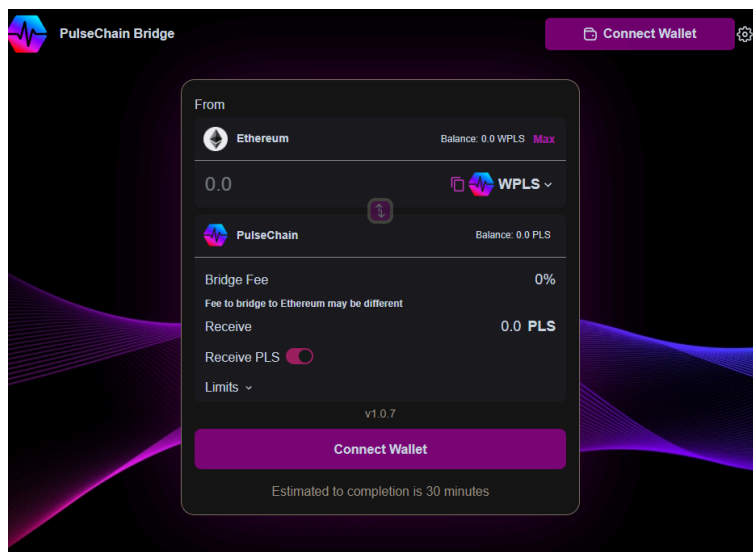 PulseChain Bridge
Connect Wallet
From
Ethereum Balance: 0.0 WPLS Max
0.0 WPLS
PulseChain Balance: 0.0 PLS
Bridge Fee 0%
Fee to bridge to Ethereum may be different
Receive 0.0 PLS
Receive PLS
Limits
v1.0.7
Connect Wallet
Estimated to completion is 30 minutes